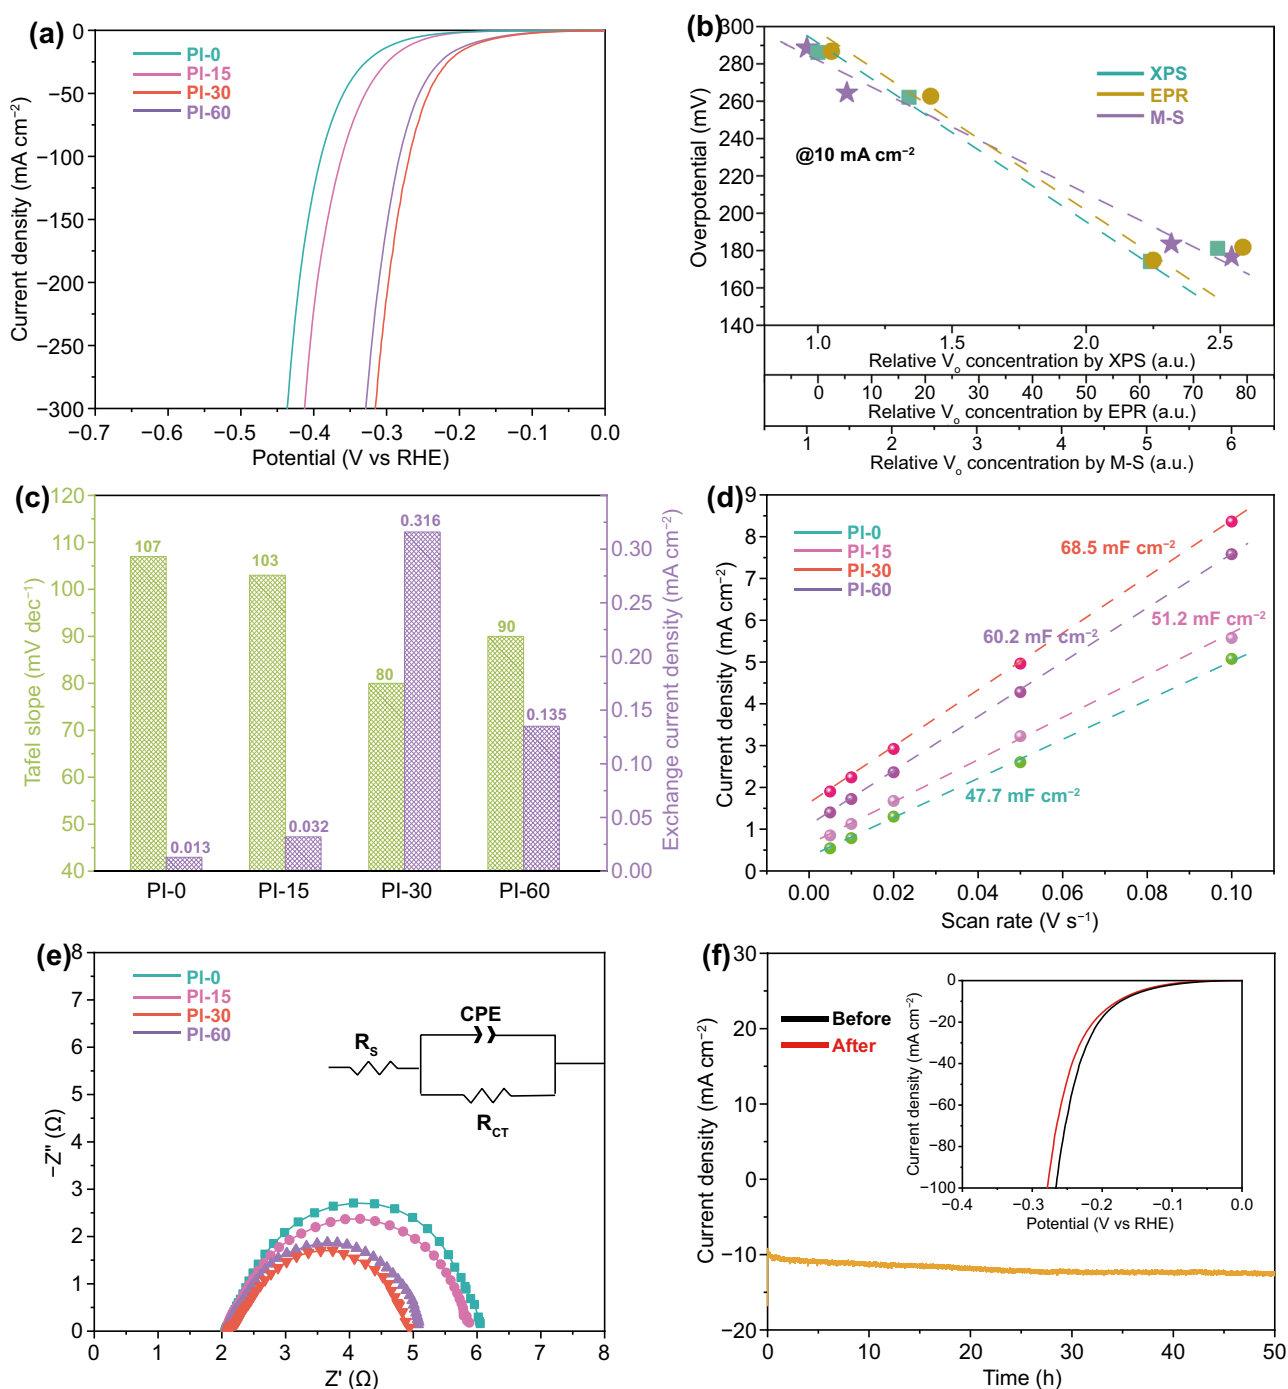 (a)
PI-0
PI-15
PI-30
PI-60
Current density (mA cm⁻²)
0
−50
−100
−150
−200
−250
−300
−0.7 −0.6 −0.5 −0.4 −0.3 −0.2 −0.1 0.0
Potential (V vs RHE)
(b)
XPS
EPR
M-S
@10 mA cm⁻²
Overpotential (mV)
300
280
260
240
220
200
180
160
140
1.0 1.5 2.0 2.5
Relative Vₒ concentration by XPS (a.u.)
0 10 20 30 40 50 60 70 80
Relative Vₒ concentration by EPR (a.u.)
1 2 3 4 5 6
Relative Vₒ concentration by M-S (a.u.)
(c)
Tafel slope (mV dec⁻¹)
120
110
100
90
80
70
60
50
40
107
0.013
103
0.032
80
0.316
90
0.135
0.30
0.25
0.20
0.15
0.10
0.05
0.00
Exchange current density (mA cm⁻²)
PI-0 PI-15 PI-30 PI-60
(d)
PI-0
PI-15
PI-30
PI-60
68.5 mF cm⁻²
60.2 mF cm⁻²
51.2 mF cm⁻²
47.7 mF cm⁻²
Current density (mA cm⁻²)
9
8
7
6
5
4
3
2
1
0
0.00 0.02 0.04 0.06 0.08 0.10
Scan rate (V s⁻¹)
(e)
PI-0
PI-15
PI-30
PI-60
CPE
R_S
R_CT
−Z″ (Ω)
8
7
6
5
4
3
2
1
0
0 1 2 3 4 5 6 7 8
Z′ (Ω)
(f)
Before
After
Current density (mA cm⁻²)
30
20
10
0
−10
−20
0 10 20 30 40 50
Time (h)
Current density (mA cm⁻²)
0
−20
−40
−60
−80
−100
−0.4 −0.3 −0.2 −0.1 0.0
Potential (V vs RHE)